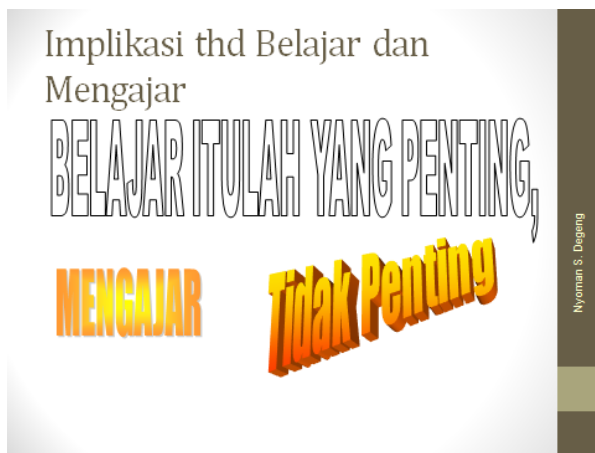 Implikasi thd Belajar dan
Mengajar
BELAJAR ITULAH YANG PENTING,
MENGAJAR
Tidak Penting
Nyoman S. Degeng